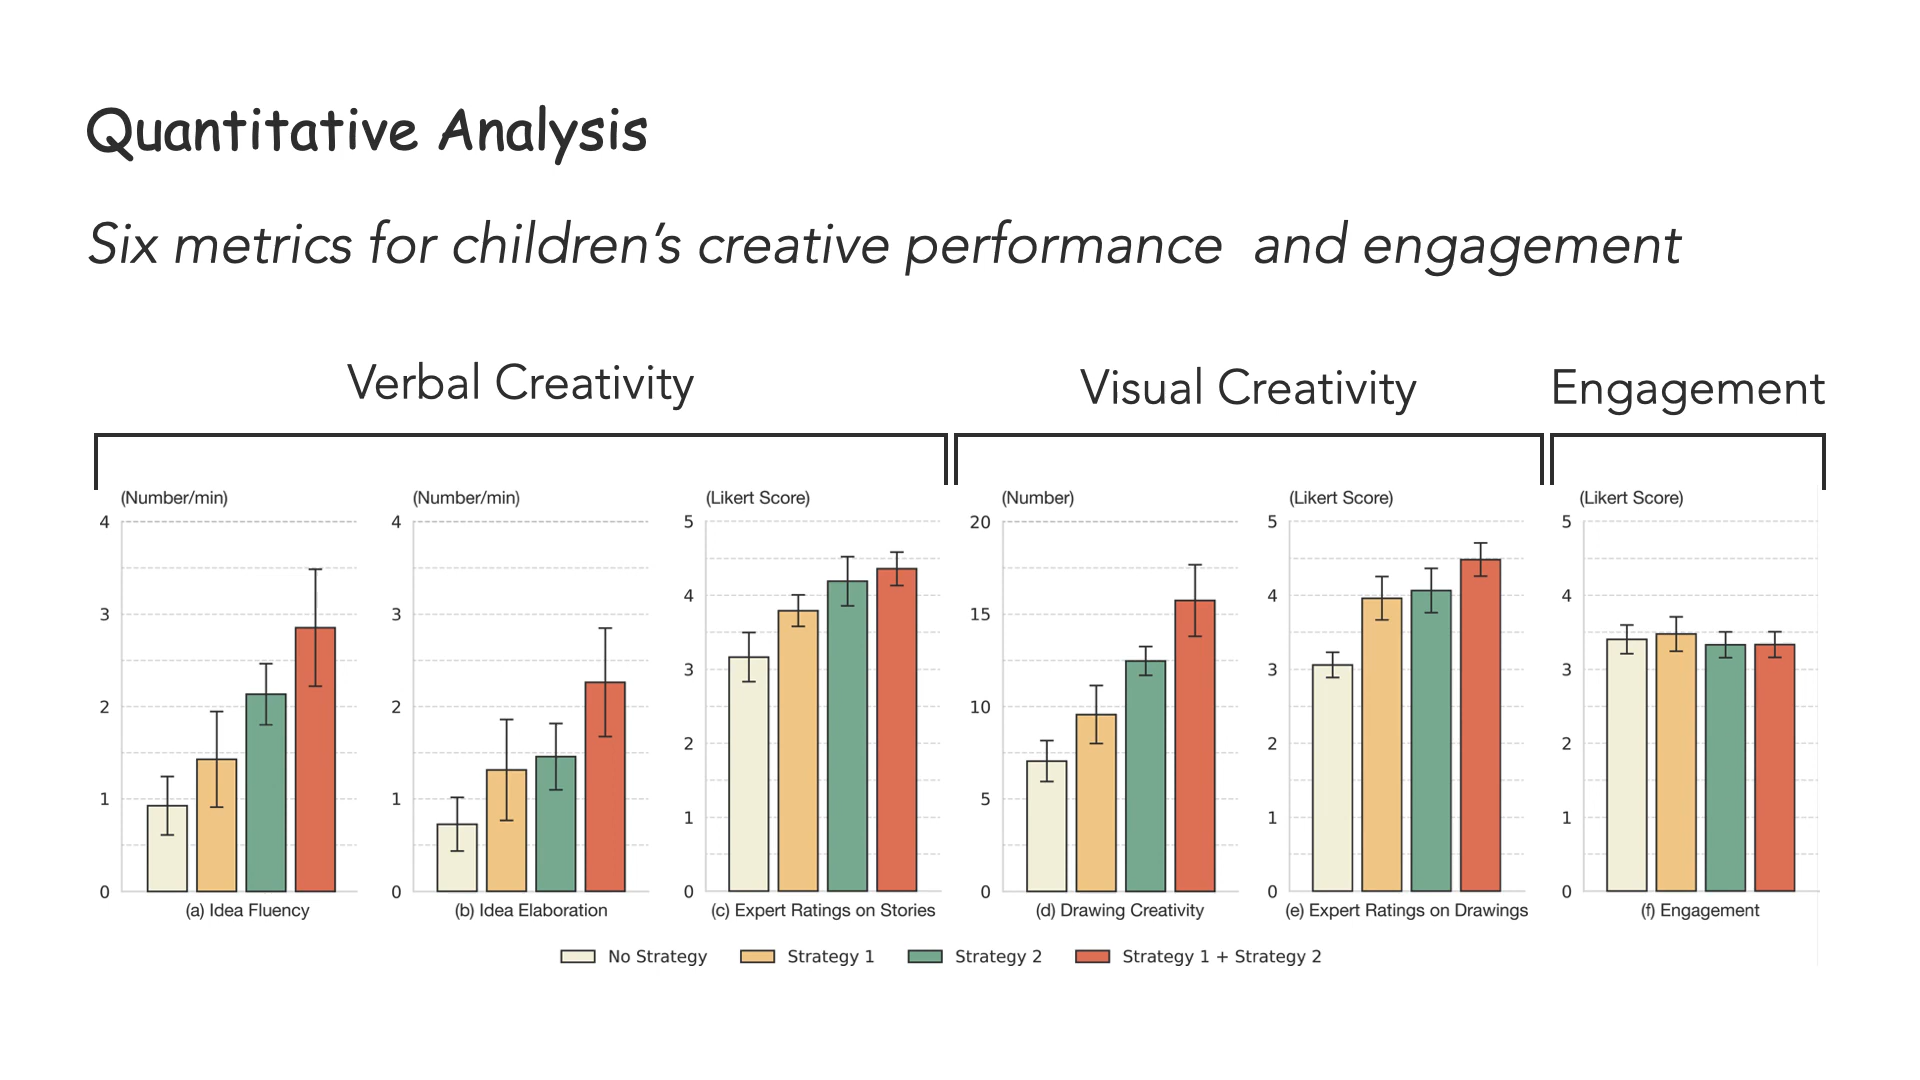 Quantitative Analysis
Six metrics for children’s creative performance  and engagement
Verbal Creativity
Visual Creativity
Engagement
(Number/min)
4
3
2
1
0
(a) Idea Fluency
(Number/min)
4
3
2
1
0
(b) Idea Elaboration
(Likert Score)
5
4
3
2
1
0
(c) Expert Ratings on Stories
(Number)
20
15
10
5
0
(d) Drawing Creativity
(Likert Score)
5
4
3
2
1
0
(e) Expert Ratings on Drawings
(Likert Score)
5
4
3
2
1
0
(f) Engagement
No Strategy
Strategy 1
Strategy 2
Strategy 1 + Strategy 2